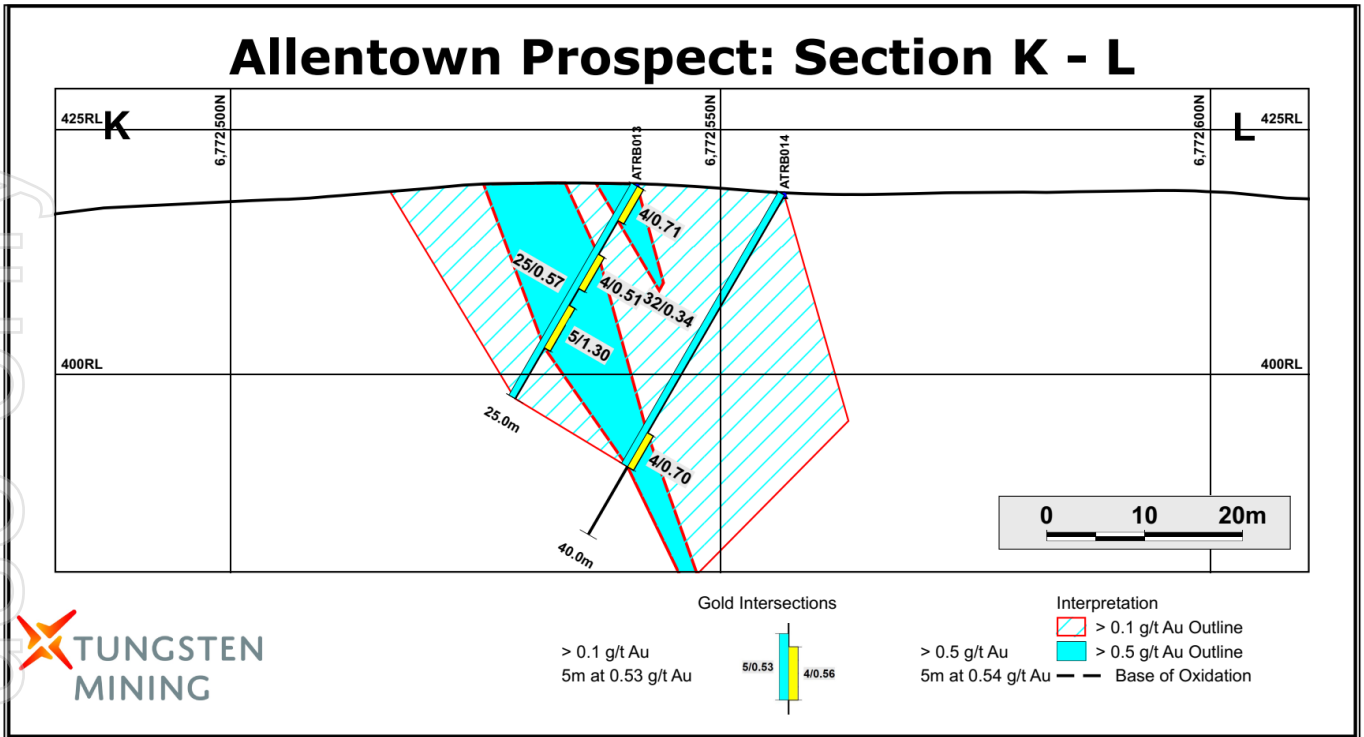 Allentown Prospect: Section K - L
425RL
K
6,772,500N
ATRB013
6,772,550N
ATRB014
6,772,600N
L
425RL
4/0.71
25/0.57
4/0.51
32/0.34
5/1.30
400RL
400RL
25.0m
4/0.70
40.0m
0 10 20m
TUNGSTEN
MINING
Gold Intersections
> 0.1 g/t Au
5m at 0.53 g/t Au
5/0.53
4/0.56
> 0.5 g/t Au
5m at 0.54 g/t Au
Interpretation
> 0.1 g/t Au Outline
> 0.5 g/t Au Outline
Base of Oxidation